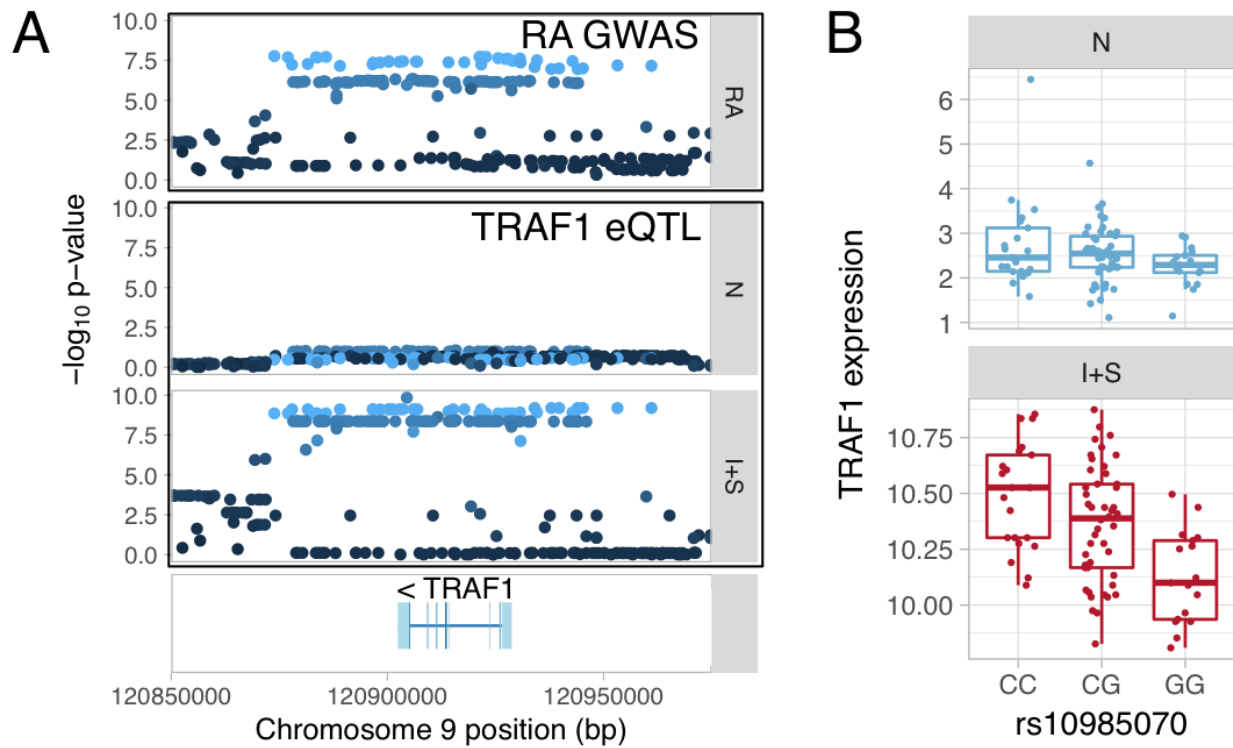 A
RA GWAS
10.0
7.5
5.0
2.5
0.0
RA
TRAF1 eQTL
10.0
7.5
5.0
2.5
0.0
N
10.0
7.5
5.0
2.5
0.0
I+S
−log10 p−value
< TRAF1
120850000 120900000 120950000
Chromosome 9 position (bp)
B
N
6
5
4
3
2
1
I+S
10.75
10.50
10.25
10.00
TRAF1 expression
CC CG GG
rs10985070